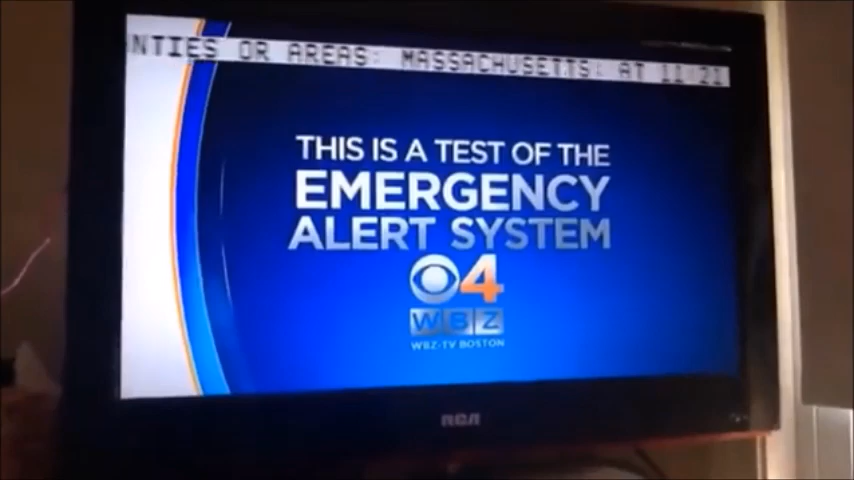 NTIES OR AREAS: MASSACHUSETTS: AT 11:21
THIS IS A TEST OF THE
EMERGENCY
ALERT SYSTEM
4
WBZ
WBZ-TV BOSTON
RCA